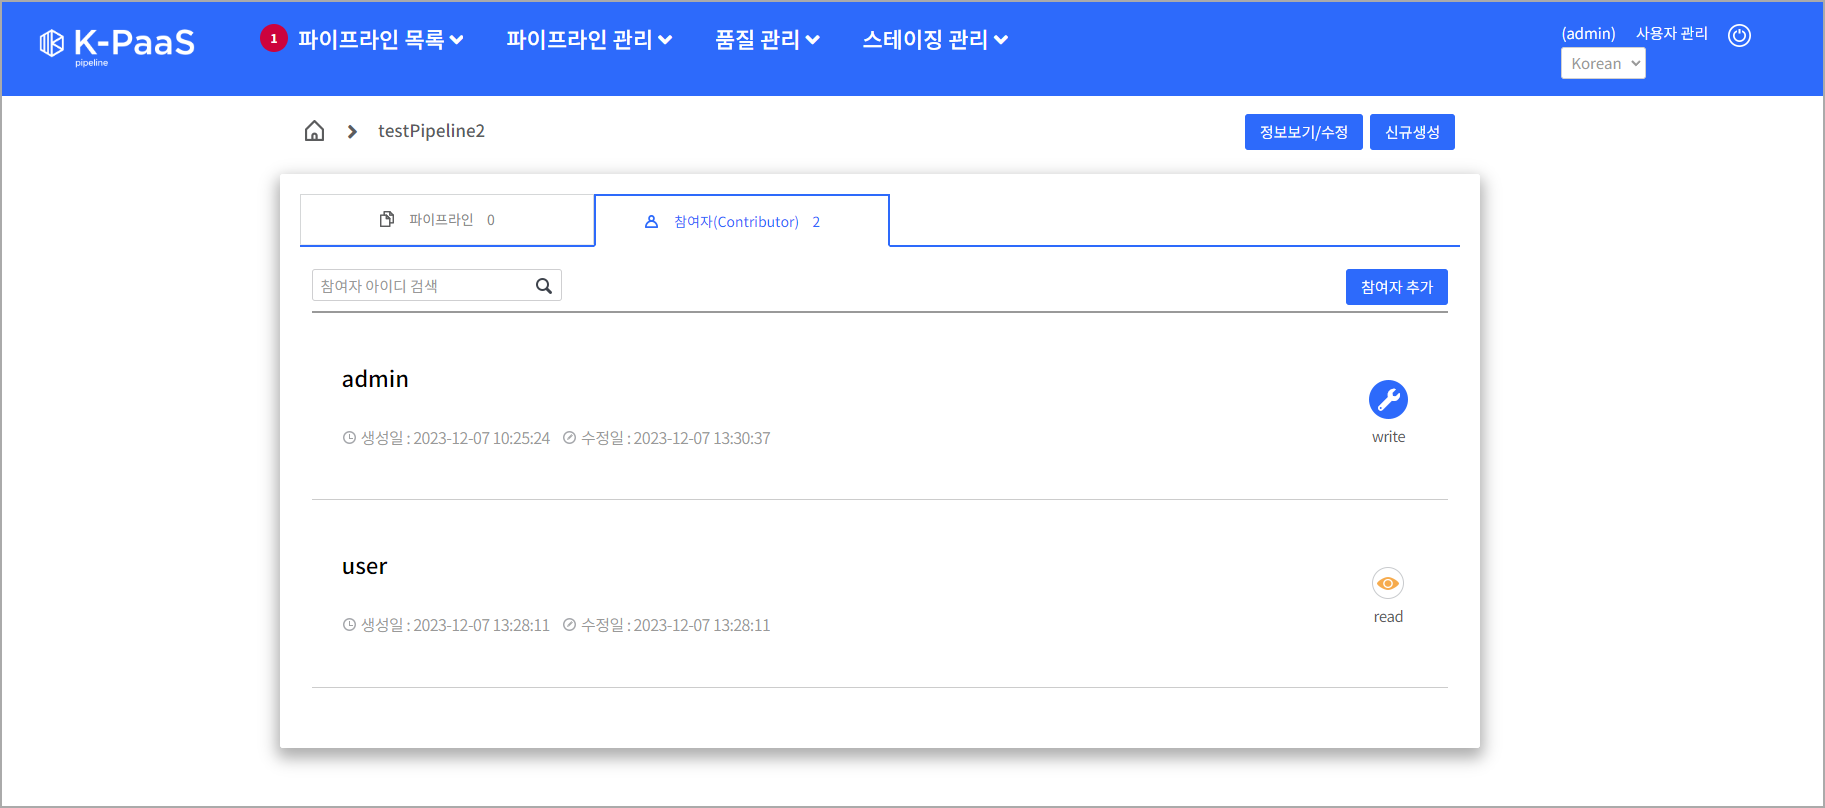 K-PaaS
pipeline
1 파이프라인 목록 파이프라인 관리 품질 관리 스테이징 관리
(admin) 사용자 관리
Korean
testPipeline2
정보보기/수정 신규생성
파이프라인 0 참여자(Contributor) 2
참여자 아이디 검색 참여자 추가
admin
생성일 : 2023-12-07 10:25:24 수정일 : 2023-12-07 13:30:37
write
user
생성일 : 2023-12-07 13:28:11 수정일 : 2023-12-07 13:28:11
read